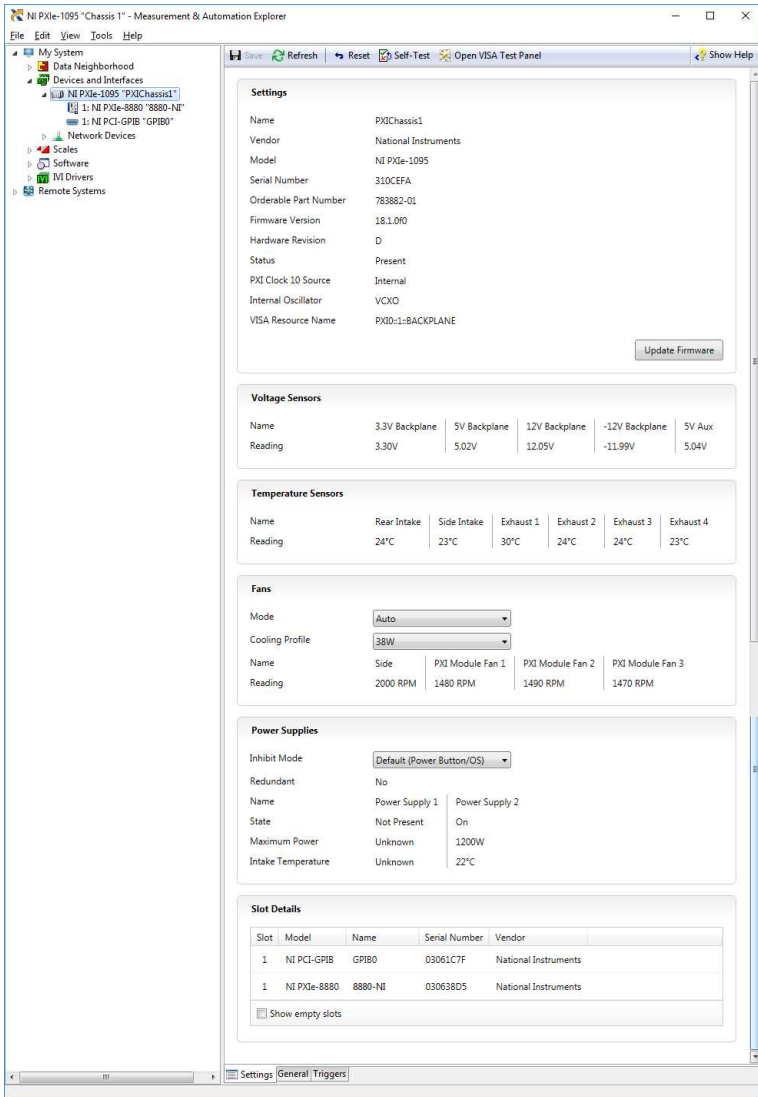 NI PXIe-1095 "Chassis 1" - Measurement & Automation Explorer
File Edit View Tools Help
My System
Data Neighborhood
Devices and Interfaces
NI PXIe-1095 "PXIChassis1"
1: NI PXIe-8880 "8880-NI"
1: NI PCI-GPIB "GPIB0"
Network Devices
Scales
Software
IVI Drivers
Remote Systems
Save Refresh Reset Self-Test Open VISA Test Panel Show Help
Settings
Name PXIChassis1
Vendor National Instruments
Model NI PXIe-1095
Serial Number 310CEFA
Orderable Part Number 783882-01
Firmware Version 18.1.0f0
Hardware Revision D
Status Present
PXI Clock 10 Source Internal
Internal Oscillator VCXO
VISA Resource Name PXI0::1::BACKPLANE
Update Firmware
Voltage Sensors
Name 3.3V Backplane 5V Backplane 12V Backplane -12V Backplane 5V Aux
Reading 3.30V 5.02V 12.05V -11.99V 5.04V
Temperature Sensors
Name Rear Intake Side Intake Exhaust 1 Exhaust 2 Exhaust 3 Exhaust 4
Reading 24°C 23°C 30°C 24°C 24°C 23°C
Fans
Mode Auto
Cooling Profile 38W
Name Side PXI Module Fan 1 PXI Module Fan 2 PXI Module Fan 3
Reading 2000 RPM 1480 RPM 1490 RPM 1470 RPM
Power Supplies
Inhibit Mode Default (Power Button/OS)
Redundant No
Name Power Supply 1 Power Supply 2
State Not Present On
Maximum Power Unknown 1200W
Intake Temperature Unknown 22°C
Slot Details
Slot Model Name Serial Number Vendor
1 NI PCI-GPIB GPIB0 03061C7F National Instruments
1 NI PXIe-8880 8880-NI 030638D5 National Instruments
Show empty slots
Settings General Triggers